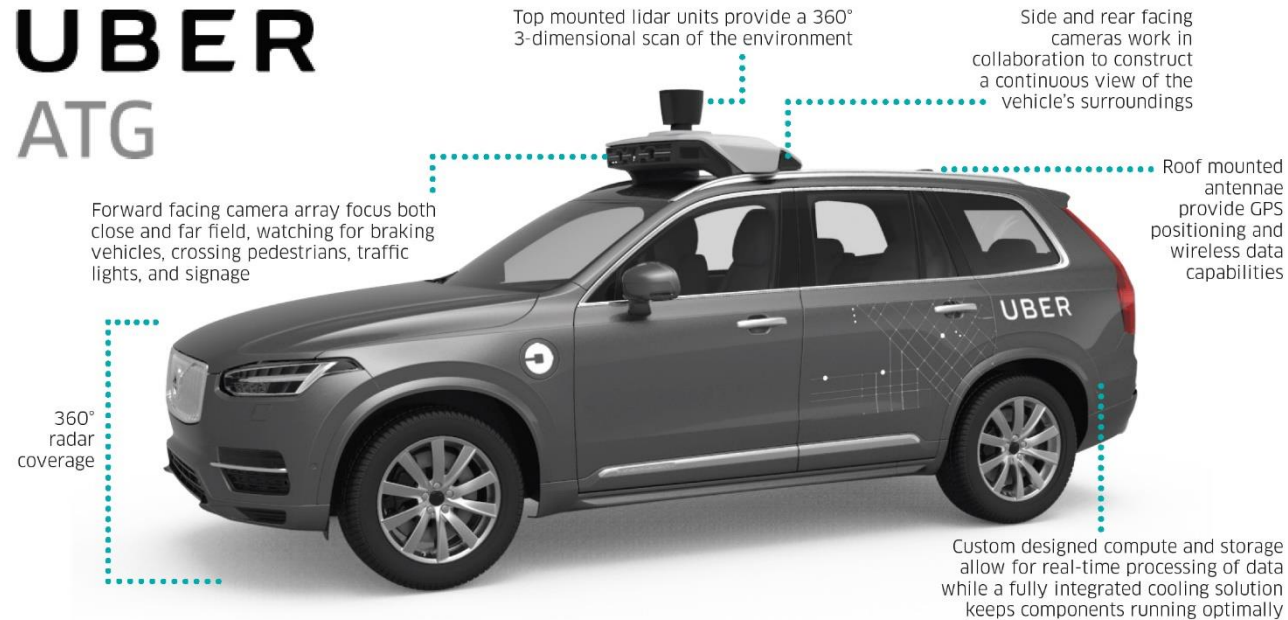 UBER
ATG
Top mounted lidar units provide a 360°
3-dimensional scan of the environment
Side and rear facing
cameras work in
collaboration to construct
a continuous view of the
vehicle's surroundings
Roof mounted
antennae
provide GPS
positioning and
wireless data
capabilities
Forward facing camera array focus both
close and far field, watching for braking
vehicles, crossing pedestrians, traffic
lights, and signage
UBER
360°
radar
coverage
Custom designed compute and storage
allow for real-time processing of data
while a fully integrated cooling solution
keeps components running optimally